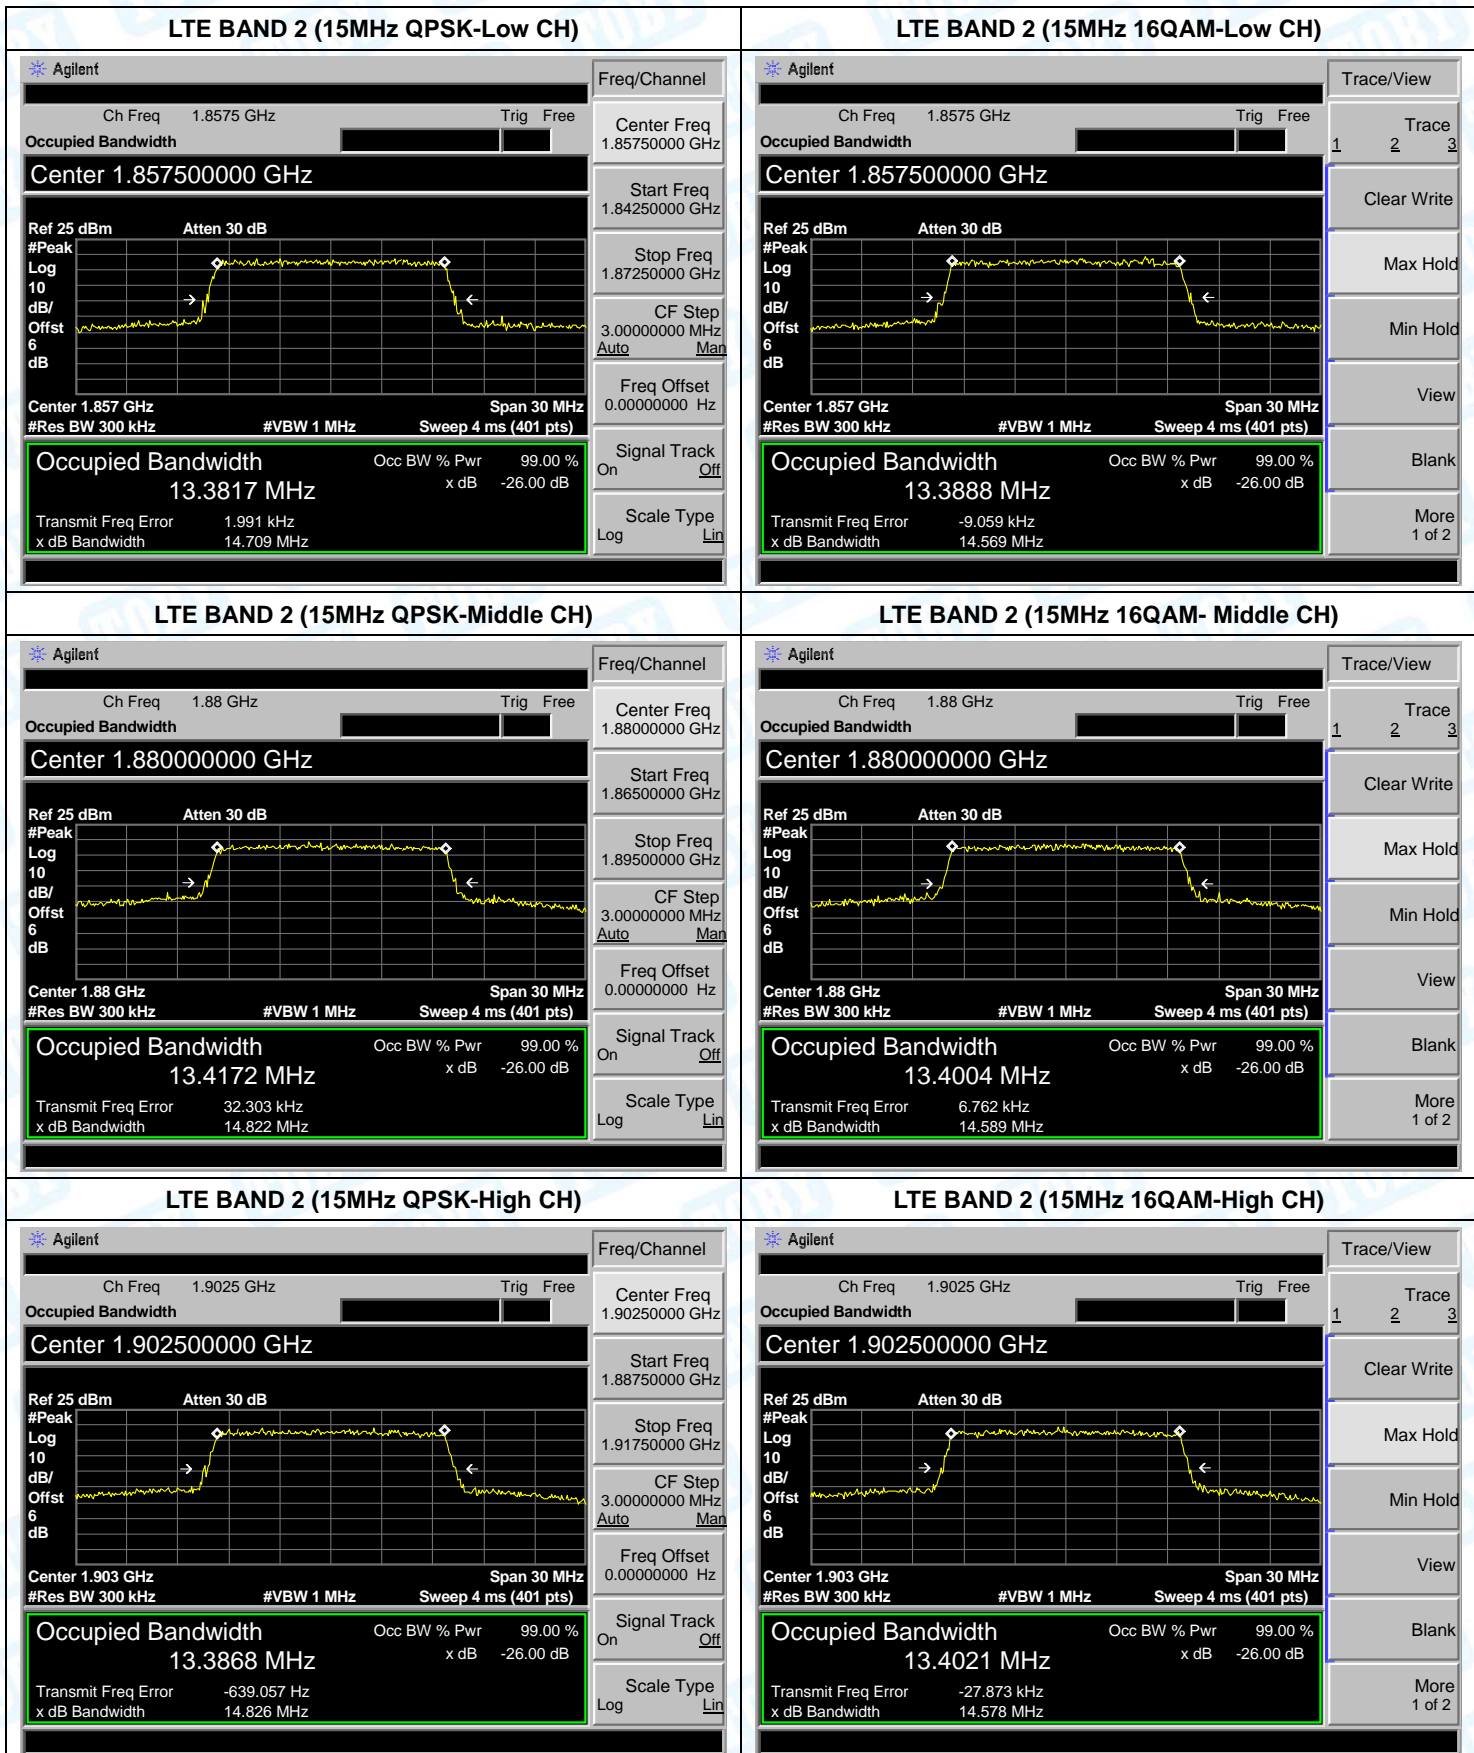 LTE BAND 2 (15MHz QPSK-Low CH)
Agilent
Freq/Channel
Ch Freq 1.8575 GHz Trig Free
Occupied Bandwidth
Center 1.857500000 GHz
Ref 25 dBm Atten 30 dB
#Peak
Log
10
dB/
Offst
6
dB
Center 1.857 GHz Span 30 MHz
#Res BW 300 kHz #VBW 1 MHz Sweep 4 ms (401 pts)
Occupied Bandwidth Occ BW % Pwr 99.00 %
13.3817 MHz x dB -26.00 dB
Transmit Freq Error 1.991 kHz
x dB Bandwidth 14.709 MHz
Center Freq
1.85750000 GHz
Start Freq
1.84250000 GHz
Stop Freq
1.87250000 GHz
CF Step
3.00000000 MHz
Auto Man
Freq Offset
0.00000000 Hz
Signal Track
On Off
Scale Type
Log Lin
LTE BAND 2 (15MHz 16QAM-Low CH)
Agilent
Trace/View
Ch Freq 1.8575 GHz Trig Free
Occupied Bandwidth
Center 1.857500000 GHz
Ref 25 dBm Atten 30 dB
#Peak
Log
10
dB/
Offst
6
dB
Center 1.857 GHz Span 30 MHz
#Res BW 300 kHz #VBW 1 MHz Sweep 4 ms (401 pts)
Occupied Bandwidth Occ BW % Pwr 99.00 %
13.3888 MHz x dB -26.00 dB
Transmit Freq Error -9.059 kHz
x dB Bandwidth 14.569 MHz
Trace
1 2 3
Clear Write
Max Hold
Min Hold
View
Blank
More
1 of 2
LTE BAND 2 (15MHz QPSK-Middle CH)
Agilent
Freq/Channel
Ch Freq 1.88 GHz Trig Free
Occupied Bandwidth
Center 1.880000000 GHz
Ref 25 dBm Atten 30 dB
#Peak
Log
10
dB/
Offst
6
dB
Center 1.88 GHz Span 30 MHz
#Res BW 300 kHz #VBW 1 MHz Sweep 4 ms (401 pts)
Occupied Bandwidth Occ BW % Pwr 99.00 %
13.4172 MHz x dB -26.00 dB
Transmit Freq Error 32.303 kHz
x dB Bandwidth 14.822 MHz
Center Freq
1.88000000 GHz
Start Freq
1.86500000 GHz
Stop Freq
1.89500000 GHz
CF Step
3.00000000 MHz
Auto Man
Freq Offset
0.00000000 Hz
Signal Track
On Off
Scale Type
Log Lin
LTE BAND 2 (15MHz 16QAM- Middle CH)
Agilent
Trace/View
Ch Freq 1.88 GHz Trig Free
Occupied Bandwidth
Center 1.880000000 GHz
Ref 25 dBm Atten 30 dB
#Peak
Log
10
dB/
Offst
6
dB
Center 1.88 GHz Span 30 MHz
#Res BW 300 kHz #VBW 1 MHz Sweep 4 ms (401 pts)
Occupied Bandwidth Occ BW % Pwr 99.00 %
13.4004 MHz x dB -26.00 dB
Transmit Freq Error 6.762 kHz
x dB Bandwidth 14.589 MHz
Trace
1 2 3
Clear Write
Max Hold
Min Hold
View
Blank
More
1 of 2
LTE BAND 2 (15MHz QPSK-High CH)
Agilent
Freq/Channel
Ch Freq 1.9025 GHz Trig Free
Occupied Bandwidth
Center 1.902500000 GHz
Ref 25 dBm Atten 30 dB
#Peak
Log
10
dB/
Offst
6
dB
Center 1.903 GHz Span 30 MHz
#Res BW 300 kHz #VBW 1 MHz Sweep 4 ms (401 pts)
Occupied Bandwidth Occ BW % Pwr 99.00 %
13.3868 MHz x dB -26.00 dB
Transmit Freq Error -639.057 Hz
x dB Bandwidth 14.826 MHz
Center Freq
1.90250000 GHz
Start Freq
1.88750000 GHz
Stop Freq
1.91750000 GHz
CF Step
3.00000000 MHz
Auto Man
Freq Offset
0.00000000 Hz
Signal Track
On Off
Scale Type
Log Lin
LTE BAND 2 (15MHz 16QAM-High CH)
Agilent
Trace/View
Ch Freq 1.9025 GHz Trig Free
Occupied Bandwidth
Center 1.902500000 GHz
Ref 25 dBm Atten 30 dB
#Peak
Log
10
dB/
Offst
6
dB
Center 1.903 GHz Span 30 MHz
#Res BW 300 kHz #VBW 1 MHz Sweep 4 ms (401 pts)
Occupied Bandwidth Occ BW % Pwr 99.00 %
13.4021 MHz x dB -26.00 dB
Transmit Freq Error -27.873 kHz
x dB Bandwidth 14.578 MHz
Trace
1 2 3
Clear Write
Max Hold
Min Hold
View
Blank
More
1 of 2